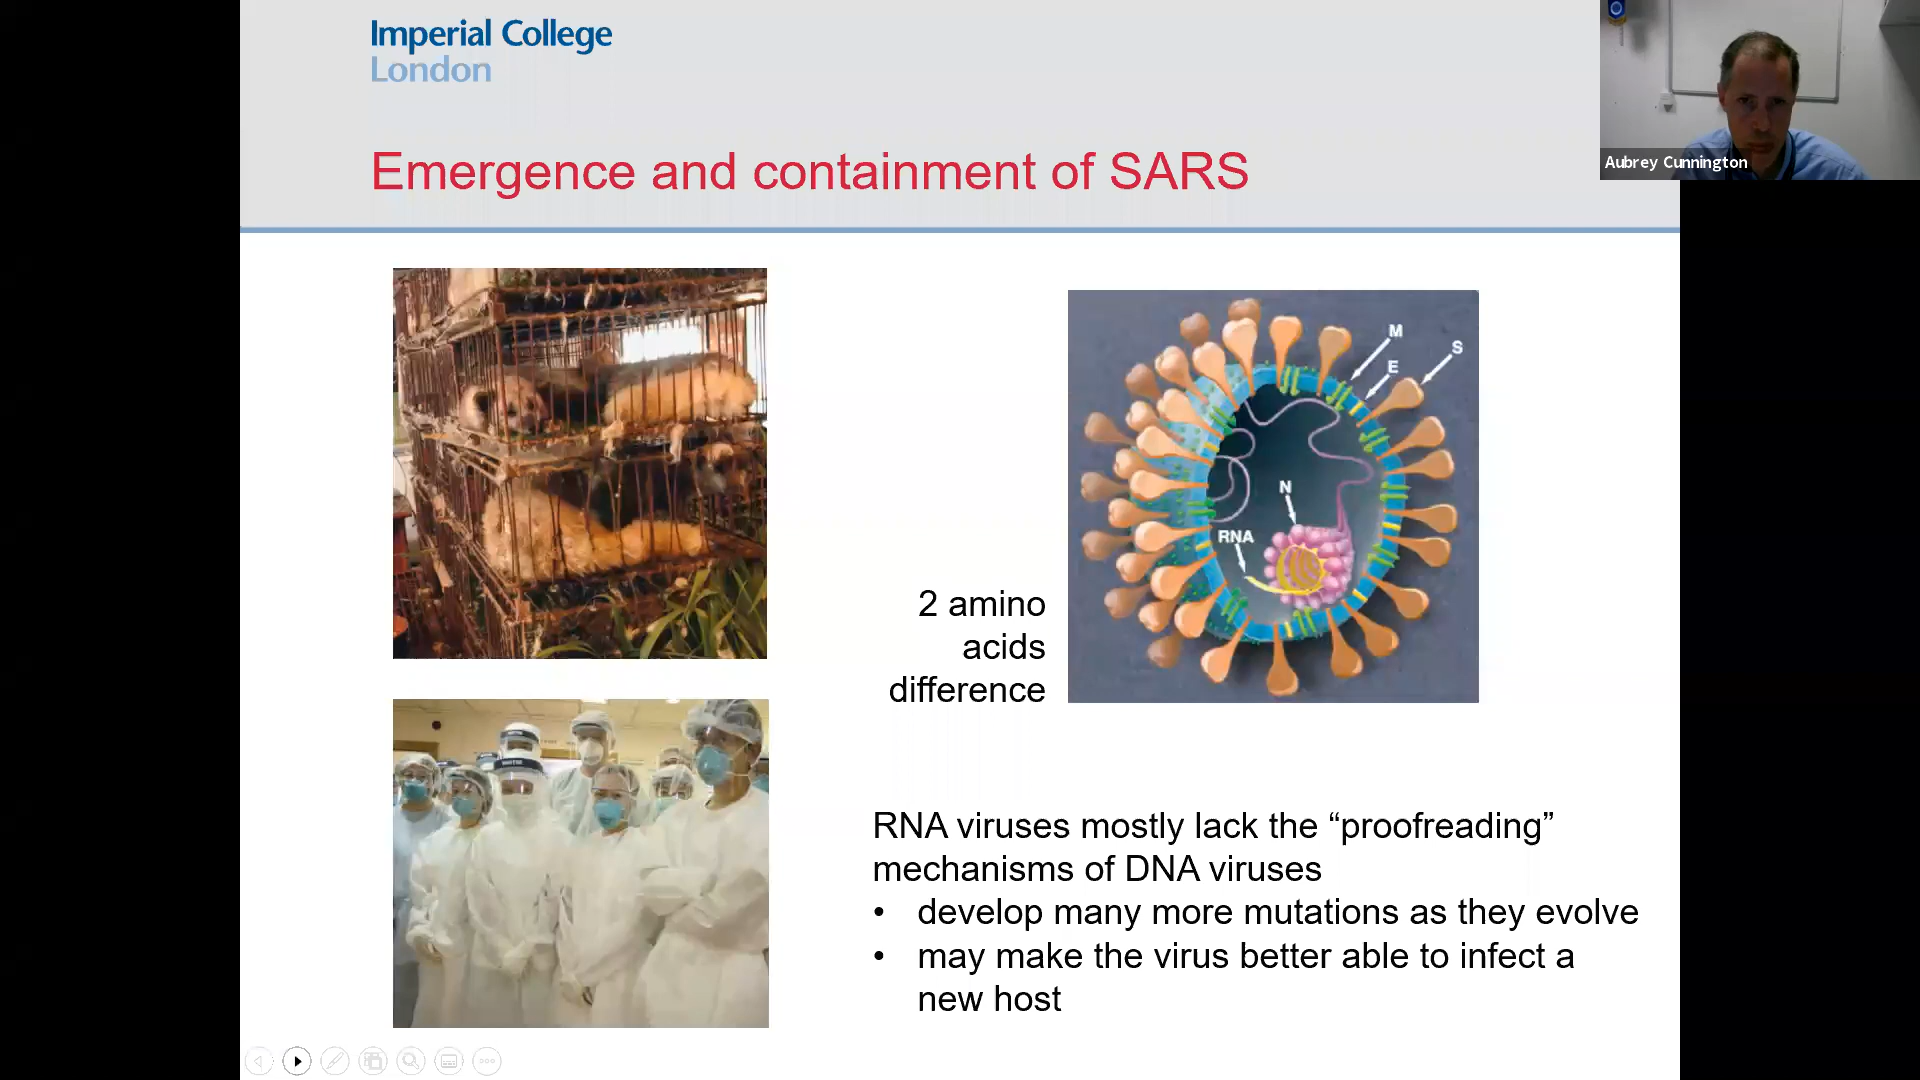 Imperial College
London
Aubrey Cunnington
Emergence and containment of SARS
M
S
E
N
RNA
2 amino
acids
difference
RNA viruses mostly lack the “proofreading”
mechanisms of DNA viruses
• develop many more mutations as they evolve
• may make the virus better able to infect a
new host